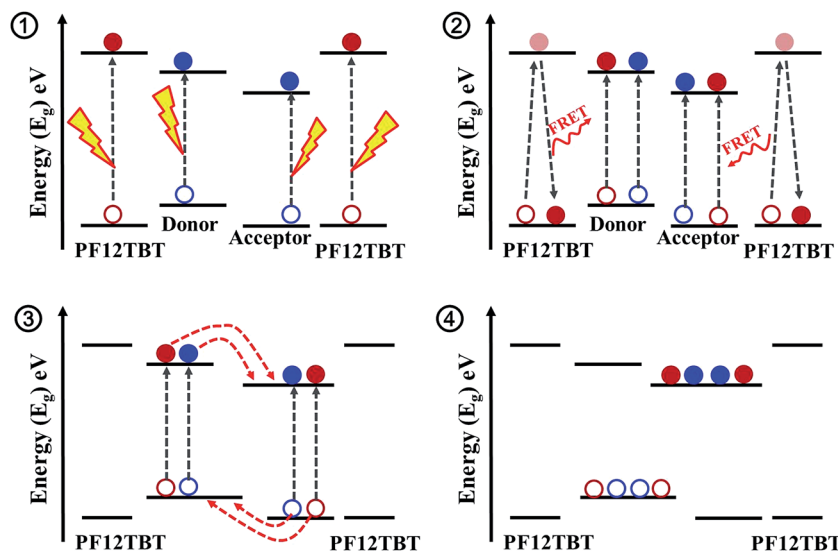 ①
Energy (Eg) eV
PF12TBT
Donor
Acceptor
PF12TBT
②
Energy (Eg) eV
FRET
FRET
PF12TBT
Donor
Acceptor
PF12TBT
③
Energy (Eg) eV
PF12TBT
PF12TBT
④
Energy (Eg) eV
PF12TBT
PF12TBT